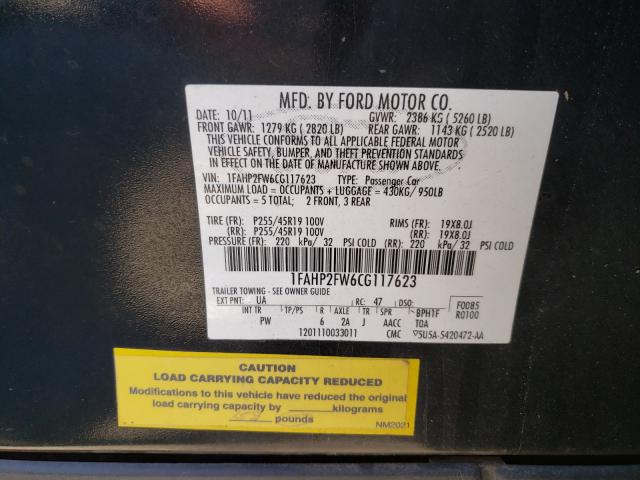 MFD. BY FORD MOTOR CO.
DATE: 10/11 GVWR: 2386 KG ( 5260 LB)
FRONT GAWR: 1279 KG ( 2820 LB) REAR GAWR: 1143 KG ( 2520 LB)
THIS VEHICLE CONFORMS TO ALL APPLICABLE FEDERAL MOTOR
VEHICLE SAFETY, BUMPER, AND THEFT PREVENTION STANDARDS
IN EFFECT ON THE DATE OF MANUFACTURE SHOWN ABOVE.
VIN: 1FAHP2FW6CG117623 TYPE: Passenger Car
MAXIMUM LOAD = OCCUPANTS + LUGGAGE = 430KG/ 950LB
OCCUPANTS = 5 TOTAL: 2 FRONT, 3 REAR
TIRE (FR): P255/45R19 100V RIMS (FR): 19X8.0J
(RR): P255/45R19 100V (RR): 19X8.0J
PRESSURE (FR): 220 kPa/ 32 PSI COLD (RR): 220 kPa/ 32 PSI COLD
1FAHP2FW6CG117623
TRAILER TOWING - SEE OWNER GUIDE
EXT PNT: UA RC: 47 DSO: F0085
INT TR TP/PS R AXLE TR SPR BPH1F R0100
PW 6 2A J AACC TOA
1201110033011 CMC 5U5A-5420472-AA
CAUTION
LOAD CARRYING CAPACITY REDUCED
Modifications to this vehicle have reduced the original
load carrying capacity by kilograms
pounds
NM2021